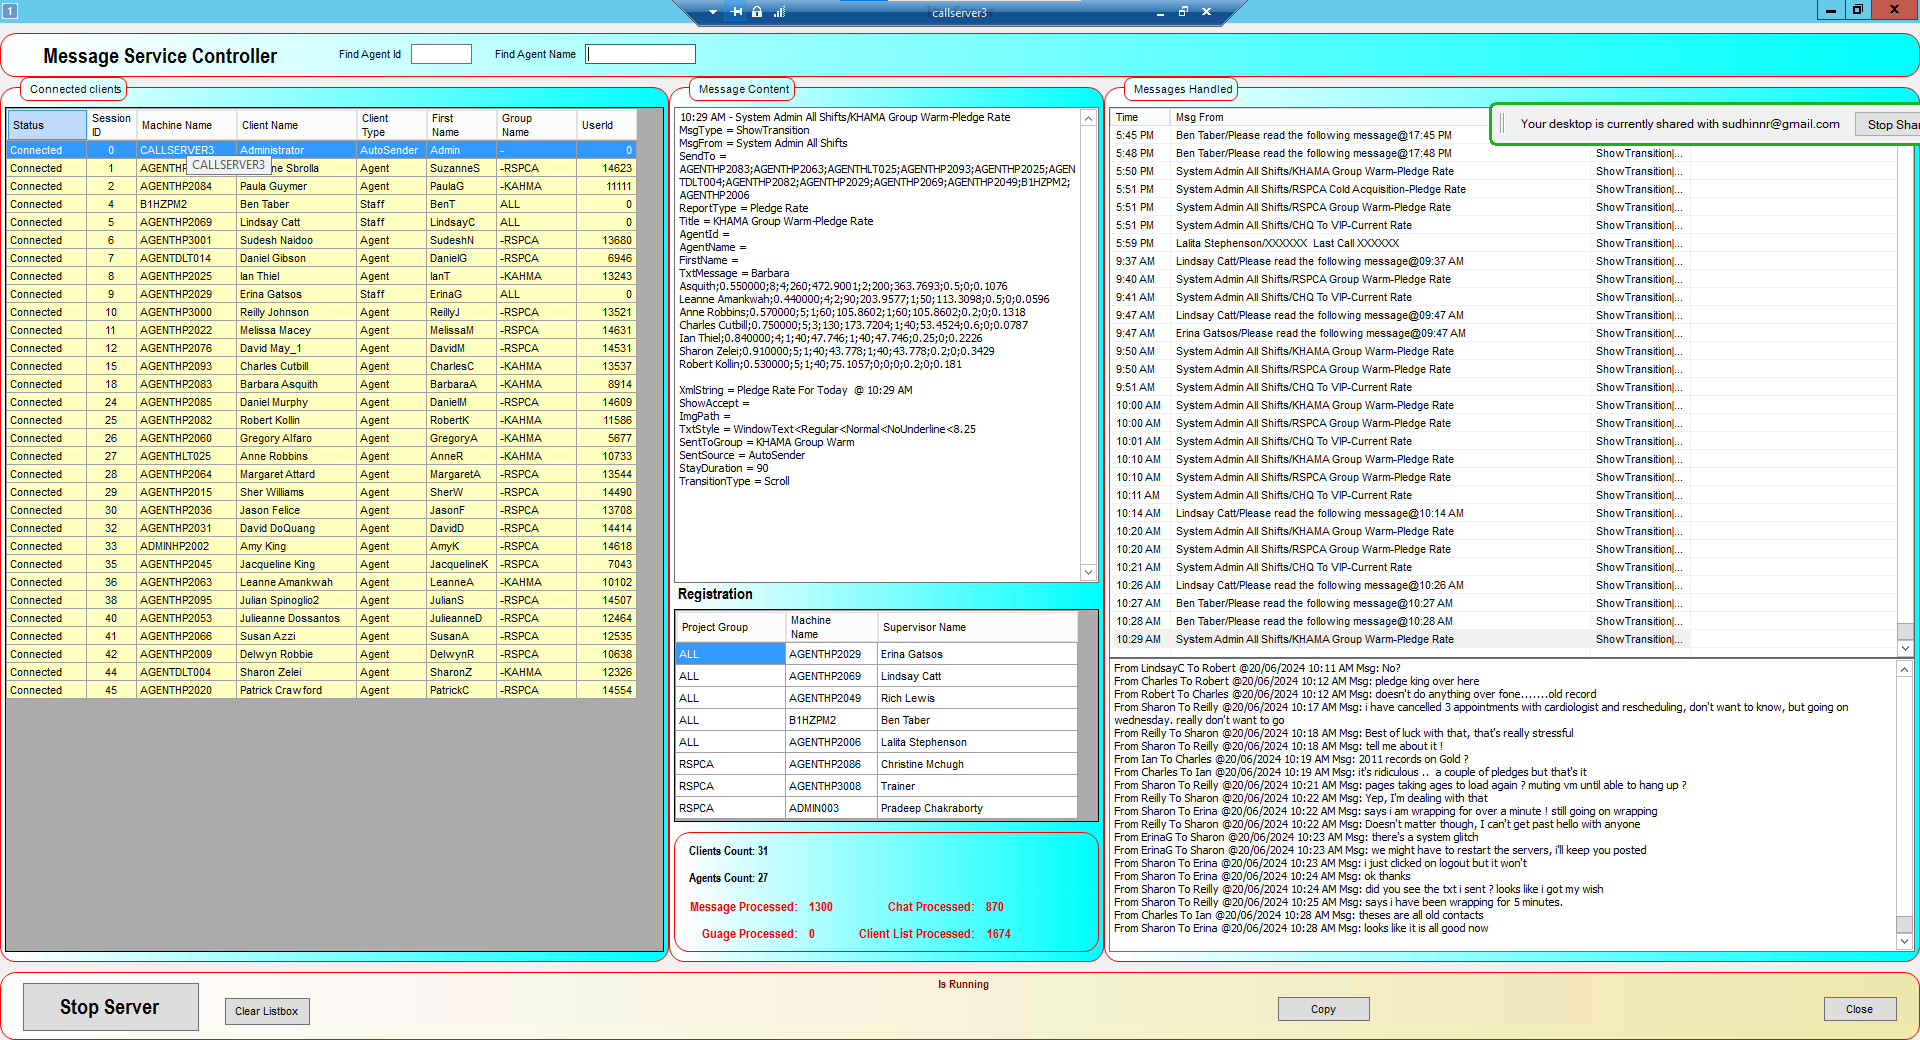 1
callserver3
Message Service Controller
Find Agent Id
Find Agent Name
Connected clients
Status Session ID Machine Name Client Name Client Type First Name Group Name UserId
Connected 0 CALLSERVER3 Administrator AutoSender Admin - 0
CALLSERVER3
Connected 1 AGENTHP ne Sbrolla Agent SuzanneS -RSPCA 14623
Connected 2 AGENTHP2084 Paula Guymer Agent PaulaG -KAHMA 11111
Connected 4 B1HZPM2 Ben Taber Staff BenT ALL 0
Connected 5 AGENTHP2069 Lindsay Catt Staff LindsayC ALL 0
Connected 6 AGENTHP3001 Sudesh Naidoo Agent SudeshN -RSPCA 13680
Connected 7 AGENTDLT014 Daniel Gibson Agent DanielG -RSPCA 6946
Connected 8 AGENTHP2025 Ian Thiel Agent IanT -KAHMA 13243
Connected 9 AGENTHP2029 Erina Gatsos Staff ErinaG ALL 0
Connected 10 AGENTHP3000 Reilly Johnson Agent ReillyJ -RSPCA 13521
Connected 11 AGENTHP2022 Melissa Macey Agent MelissaM -RSPCA 14631
Connected 12 AGENTHP2076 David May_1 Agent DavidM -RSPCA 14531
Connected 15 AGENTHP2093 Charles Cutbill Agent CharlesC -KAHMA 13537
Connected 18 AGENTHP2083 Barbara Asquith Agent BarbaraA -KAHMA 8914
Connected 24 AGENTHP2085 Daniel Murphy Agent DanielM -RSPCA 14609
Connected 25 AGENTHP2082 Robert Kollin Agent RobertK -KAHMA 11586
Connected 26 AGENTHP2060 Gregory Alfaro Agent GregoryA -KAHMA 5677
Connected 27 AGENTHLT025 Anne Robbins Agent AnneR -KAHMA 10733
Connected 28 AGENTHP2064 Margaret Attard Agent MargaretA -RSPCA 13544
Connected 29 AGENTHP2015 Sher Williams Agent SherW -RSPCA 14490
Connected 30 AGENTHP2036 Jason Felice Agent JasonF -RSPCA 13708
Connected 32 AGENTHP2031 David DoQuang Agent DavidD -RSPCA 14414
Connected 33 ADMINHP2002 Amy King Agent AmyK -RSPCA 14618
Connected 35 AGENTHP2045 Jacqueline King Agent JacquelineK -RSPCA 7043
Connected 36 AGENTHP2063 Leanne Amankwah Agent LeanneA -KAHMA 10102
Connected 38 AGENTHP2095 Julian Spinoglio2 Agent JulianS -RSPCA 14507
Connected 40 AGENTHP2053 Julieanne Dossantos Agent JulieanneD -RSPCA 12464
Connected 41 AGENTHP2066 Susan Azzi Agent SusanA -RSPCA 12535
Connected 42 AGENTHP2009 Delwyn Robbie Agent DelwynR -RSPCA 10638
Connected 44 AGENTDLT004 Sharon Zelei Agent SharonZ -KAHMA 12326
Connected 45 AGENTHP2020 Patrick Crawford Agent PatrickC -RSPCA 14554
Message Content
10:29 AM - System Admin All Shifts/KHAMA Group Warm-Pledge Rate
MsgType = ShowTransition
MsgFrom = System Admin All Shifts
SendTo =
AGENTHP2083;AGENTHP2063;AGENTHLT025;AGENTHP2093;AGENTHP2025;AGEN
TDLT004;AGENTHP2082;AGENTHP2029;AGENTHP2069;AGENTHP2049;B1HZPM2;
AGENTHP2006
ReportType = Pledge Rate
Title = KHAMA Group Warm-Pledge Rate
AgentId =
AgentName =
FirstName =
TxtMessage = Barbara
Asquith;0.550000;8;4;260;472.9001;2;200;363.7693;0.5;0;0.1076
Leanne Amankwah;0.440000;4;2;90;203.9577;1;50;113.3098;0.5;0;0.0596
Anne Robbins;0.570000;5;1;60;105.8602;1;60;105.8602;0.2;0;0.1318
Charles Cutbill;0.750000;5;3;130;173.7204;1;40;53.4524;0.6;0;0.0787
Ian Thiel;0.840000;4;1;40;47.746;1;40;47.746;0.25;0;0.2226
Sharon Zelei;0.910000;5;1;40;43.778;1;40;43.778;0.2;0;0.3429
Robert Kollin;0.530000;5;1;40;75.1057;0;0;0;0.2;0;0.181
XmlString = Pledge Rate For Today  @ 10:29 AM
ShowAccept =
ImgPath =
TxtStyle = WindowText<Regular<Normal<NoUnderline<8.25
SentToGroup = KHAMA Group Warm
SentSource = AutoSender
StayDuration = 90
TransitionType = Scroll
Registration
Project Group Machine Name Supervisor Name
ALL AGENTHP2029 Erina Gatsos
ALL AGENTHP2069 Lindsay Catt
ALL AGENTHP2049 Rich Lewis
ALL B1HZPM2 Ben Taber
ALL AGENTHP2006 Lalita Stephenson
RSPCA AGENTHP2086 Christine Mchugh
RSPCA AGENTHP3008 Trainer
RSPCA ADMIN003 Pradeep Chakraborty
Clients Count: 31
Agents Count: 27
Message Processed: 1300 Chat Processed: 870
Guage Processed: 0 Client List Processed: 1674
Messages Handled
Your desktop is currently shared with sudhinnr@gmail.com Stop Shar
Time Msg From
5:45 PM Ben Taber/Please read the following message@17:45 PM
5:48 PM Ben Taber/Please read the following message@17:48 PM ShowTransition|...
5:50 PM System Admin All Shifts/KHAMA Group Warm-Pledge Rate ShowTransition|...
5:51 PM System Admin All Shifts/RSPCA Cold Acquisition-Pledge Rate ShowTransition|...
5:51 PM System Admin All Shifts/RSPCA Group Warm-Pledge Rate ShowTransition|...
5:51 PM System Admin All Shifts/CHQ To VIP-Current Rate ShowTransition|...
5:59 PM Lalita Stephenson/XXXXXX  Last Call XXXXXX ShowTransition|...
9:37 AM Lindsay Catt/Please read the following message@09:37 AM ShowTransition|...
9:40 AM System Admin All Shifts/RSPCA Group Warm-Pledge Rate ShowTransition|...
9:41 AM System Admin All Shifts/CHQ To VIP-Current Rate ShowTransition|...
9:47 AM Lindsay Catt/Please read the following message@09:47 AM ShowTransition|...
9:47 AM Erina Gatsos/Please read the following message@09:47 AM ShowTransition|...
9:50 AM System Admin All Shifts/KHAMA Group Warm-Pledge Rate ShowTransition|...
9:50 AM System Admin All Shifts/RSPCA Group Warm-Pledge Rate ShowTransition|...
9:51 AM System Admin All Shifts/CHQ To VIP-Current Rate ShowTransition|...
10:00 AM System Admin All Shifts/KHAMA Group Warm-Pledge Rate ShowTransition|...
10:00 AM System Admin All Shifts/RSPCA Group Warm-Pledge Rate ShowTransition|...
10:01 AM System Admin All Shifts/CHQ To VIP-Current Rate ShowTransition|...
10:10 AM System Admin All Shifts/KHAMA Group Warm-Pledge Rate ShowTransition|...
10:10 AM System Admin All Shifts/RSPCA Group Warm-Pledge Rate ShowTransition|...
10:11 AM System Admin All Shifts/CHQ To VIP-Current Rate ShowTransition|...
10:14 AM Lindsay Catt/Please read the following message@10:14 AM ShowTransition|...
10:20 AM System Admin All Shifts/KHAMA Group Warm-Pledge Rate ShowTransition|...
10:20 AM System Admin All Shifts/RSPCA Group Warm-Pledge Rate ShowTransition|...
10:21 AM System Admin All Shifts/CHQ To VIP-Current Rate ShowTransition|...
10:26 AM Lindsay Catt/Please read the following message@10:26 AM ShowTransition|...
10:27 AM Ben Taber/Please read the following message@10:27 AM ShowTransition|...
10:28 AM Ben Taber/Please read the following message@10:28 AM ShowTransition|...
10:29 AM System Admin All Shifts/KHAMA Group Warm-Pledge Rate ShowTransition|...
From LindsayC To Robert @20/06/2024 10:11 AM Msg: No?
From Charles To Robert @20/06/2024 10:12 AM Msg: pledge king over here
From Robert To Charles @20/06/2024 10:12 AM Msg: doesn't do anything over fone.......old record
From Sharon To Reilly @20/06/2024 10:17 AM Msg: i have cancelled 3 appointments with cardiologist and rescheduling, don't want to know, but going on
wednesday. really don't want to go
From Reilly To Sharon @20/06/2024 10:18 AM Msg: Best of luck with that, that's really stressful
From Sharon To Reilly @20/06/2024 10:18 AM Msg: tell me about it !
From Ian To Charles @20/06/2024 10:19 AM Msg: 2011 records on Gold ?
From Charles To Ian @20/06/2024 10:19 AM Msg: it's ridiculous ..  a couple of pledges but that's it
From Sharon To Reilly @20/06/2024 10:21 AM Msg: pages taking ages to load again ? muting vm until able to hang up ?
From Reilly To Sharon @20/06/2024 10:22 AM Msg: Yep, I'm dealing with that
From Sharon To Erina @20/06/2024 10:22 AM Msg: says i am wrapping for over a minute ! still going on wrapping
From Reilly To Sharon @20/06/2024 10:22 AM Msg: Doesn't matter though, I can't get past hello with anyone
From ErinaG To Sharon @20/06/2024 10:23 AM Msg: there's a system glitch
From ErinaG To Sharon @20/06/2024 10:23 AM Msg: we might have to restart the servers, i'll keep you posted
From Sharon To Erina @20/06/2024 10:23 AM Msg: i just clicked on logout but it won't
From Sharon To Erina @20/06/2024 10:24 AM Msg: ok thanks
From Sharon To Reilly @20/06/2024 10:24 AM Msg: did you see the txt i sent ? looks like i got my wish
From Sharon To Reilly @20/06/2024 10:25 AM Msg: says i have been wrapping for 5 minutes.
From Charles To Ian @20/06/2024 10:28 AM Msg: theses are all old contacts
From Sharon To Erina @20/06/2024 10:28 AM Msg: looks like it is all good now
Is Running
Stop Server
Clear Listbox
Copy
Close